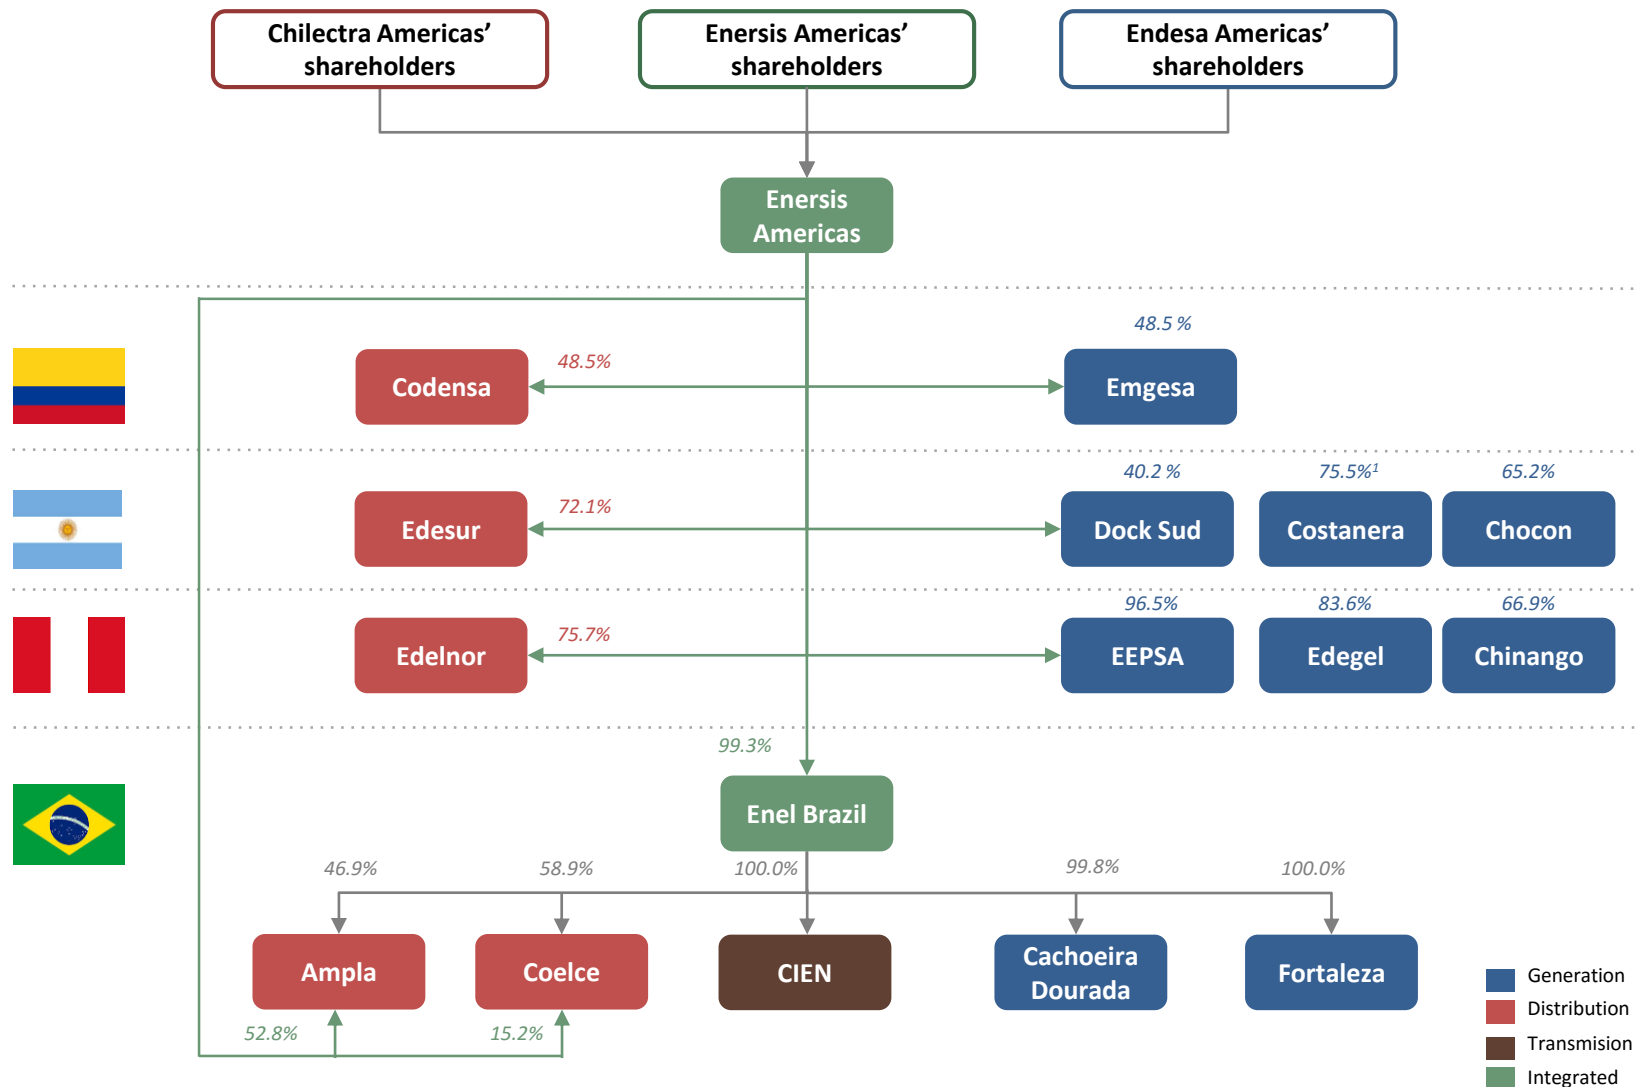 Chilectra Americas’
shareholders
Enersis Americas’
shareholders
Endesa Americas’
shareholders
Enersis
Americas
48.5 %
48.5%
Codensa
Emgesa
40.2 %
75.5%¹
65.2%
72.1%
Edesur
Dock Sud
Costanera
Chocon
96.5%
83.6%
66.9%
75.7%
Edelnor
EEPSA
Edegel
Chinango
99.3%
Enel Brazil
46.9%
58.9%
100.0%
99.8%
100.0%
Ampla
Coelce
CIEN
Cachoeira
Dourada
Fortaleza
52.8%
15.2%
Generation
Distribution
Transmision
Integrated